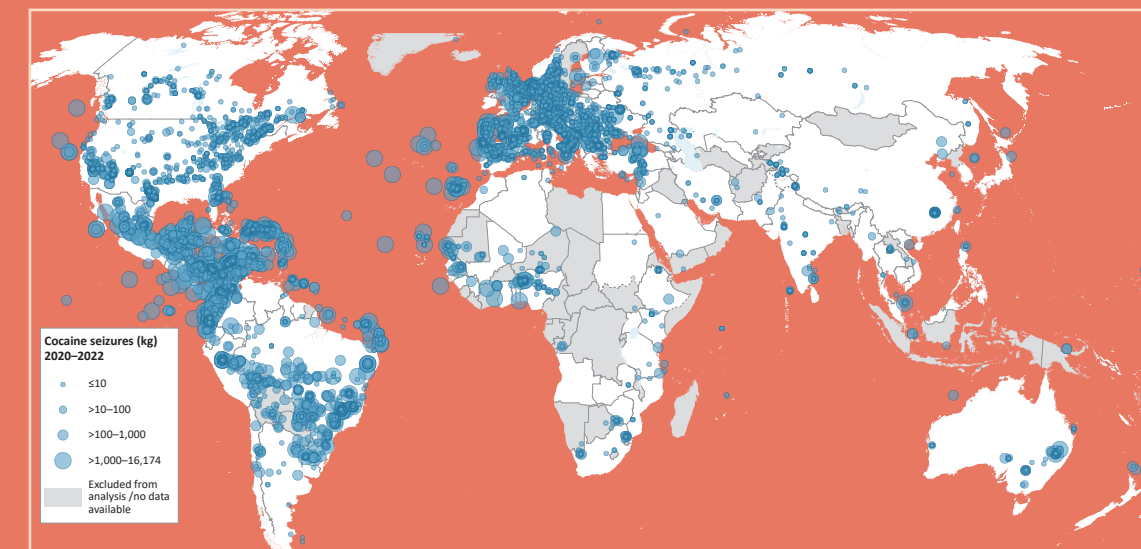 Cocaine seizures (kg)
2020–2022
≤10
>10–100
>100–1,000
>1,000–16,174
Excluded from
analysis /no data
available